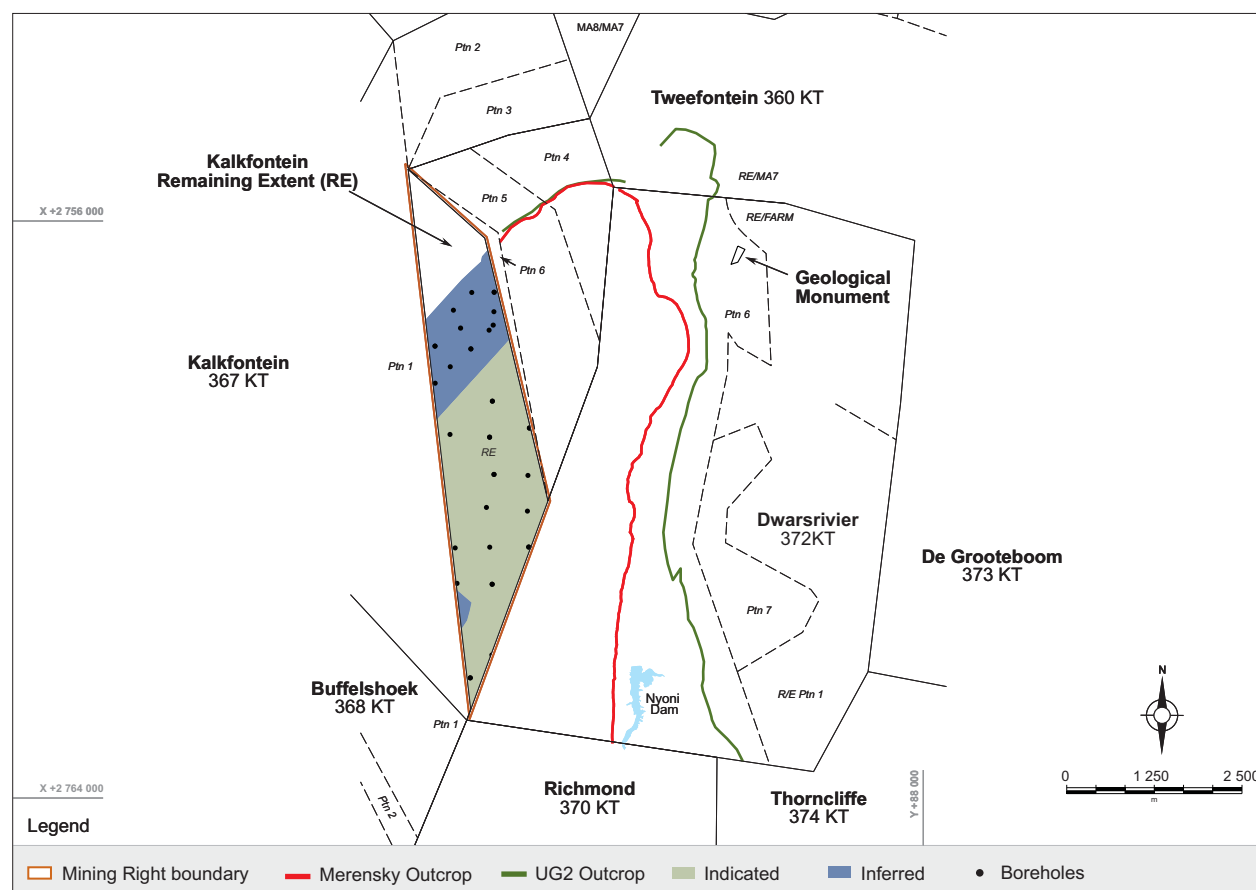 MA8/MA7
Ptn 2
Tweefontein 360 KT
Ptn 3
Kalkfontein
Remaining Extent (RE)
Ptn 4
RE/MA7
Ptn 5
X +2 756 000
RE/FARM
Ptn 6
Geological
Monument
Ptn 6
Kalkfontein
367 KT
Ptn 1
RE
Dwarsrivier
372KT
De Grooteboom
373 KT
Ptn 7
Buffelshoek
368 KT
Ptn 1
Nyoni
Dam
R/E Ptn 1
N
X +2 764 000
Ptn 2
Richmond
370 KT
Thorncliffe
374 KT
Y +88 000
0 1 250 2 500
m
Legend
Mining Right boundary Merensky Outcrop UG2 Outcrop Indicated Inferred Boreholes